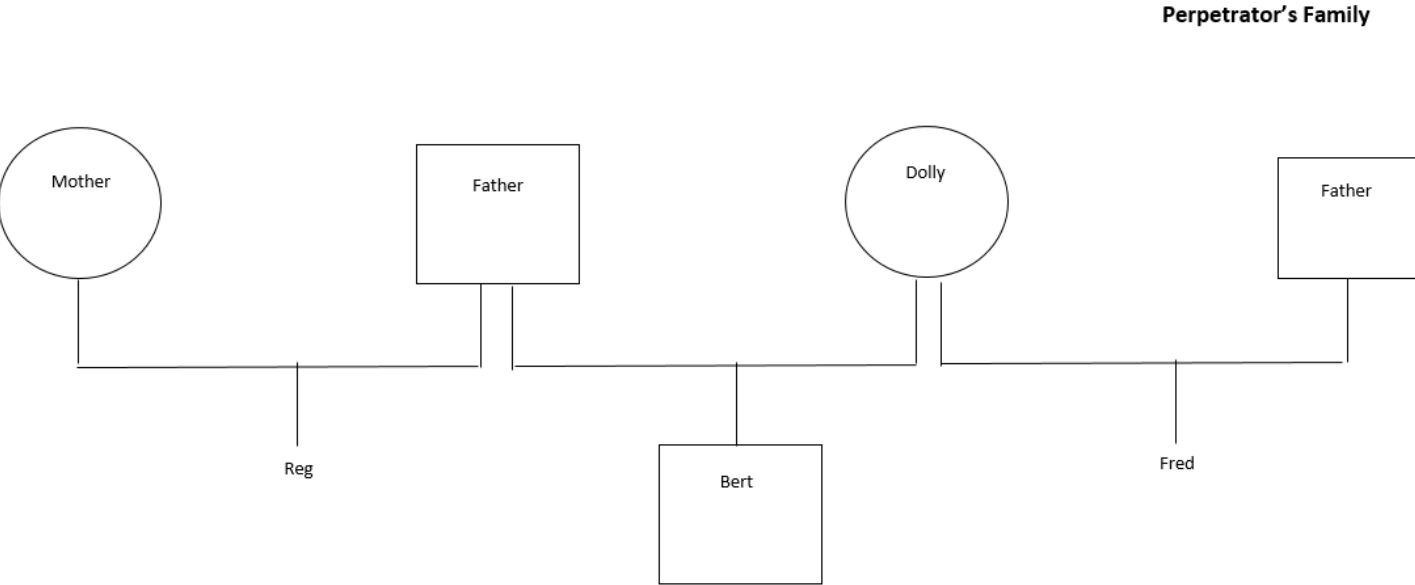 Perpetrator’s Family
Mother
Father
Dolly
Father
Reg
Bert
Fred